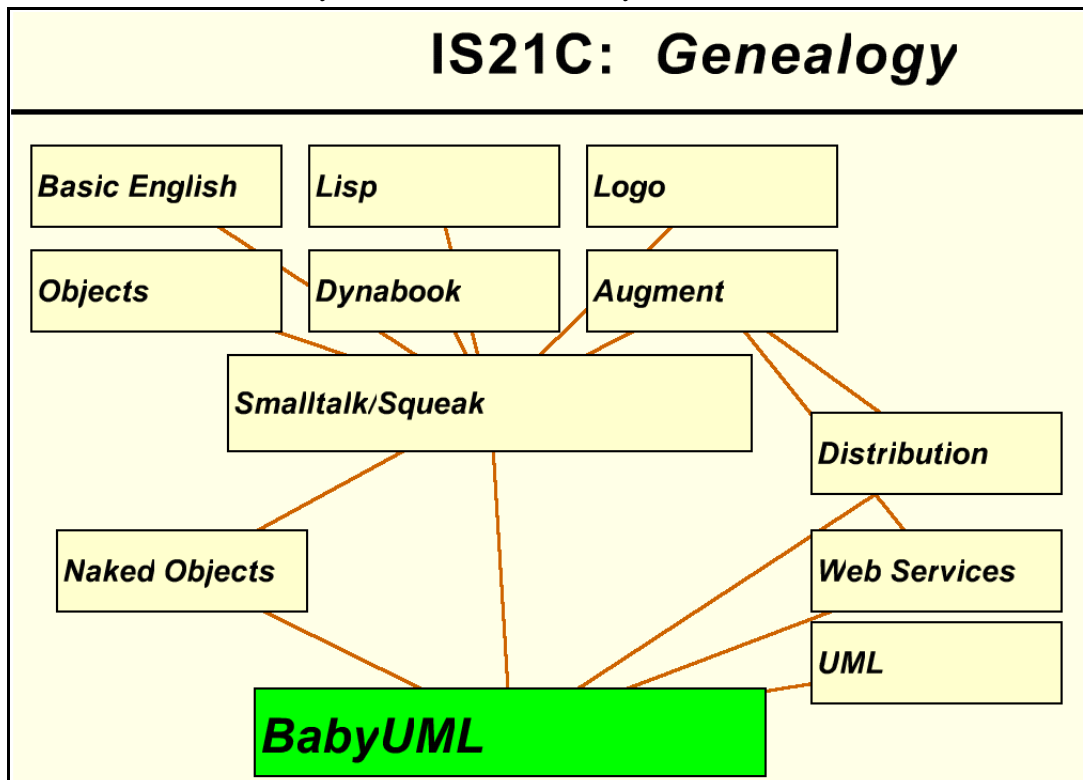 IS21C: Genealogy
Basic English
Lisp
Logo
Objects
Dynabook
Augment
Smalltalk/Squeak
Distribution
Naked Objects
Web Services
UML
BabyUML